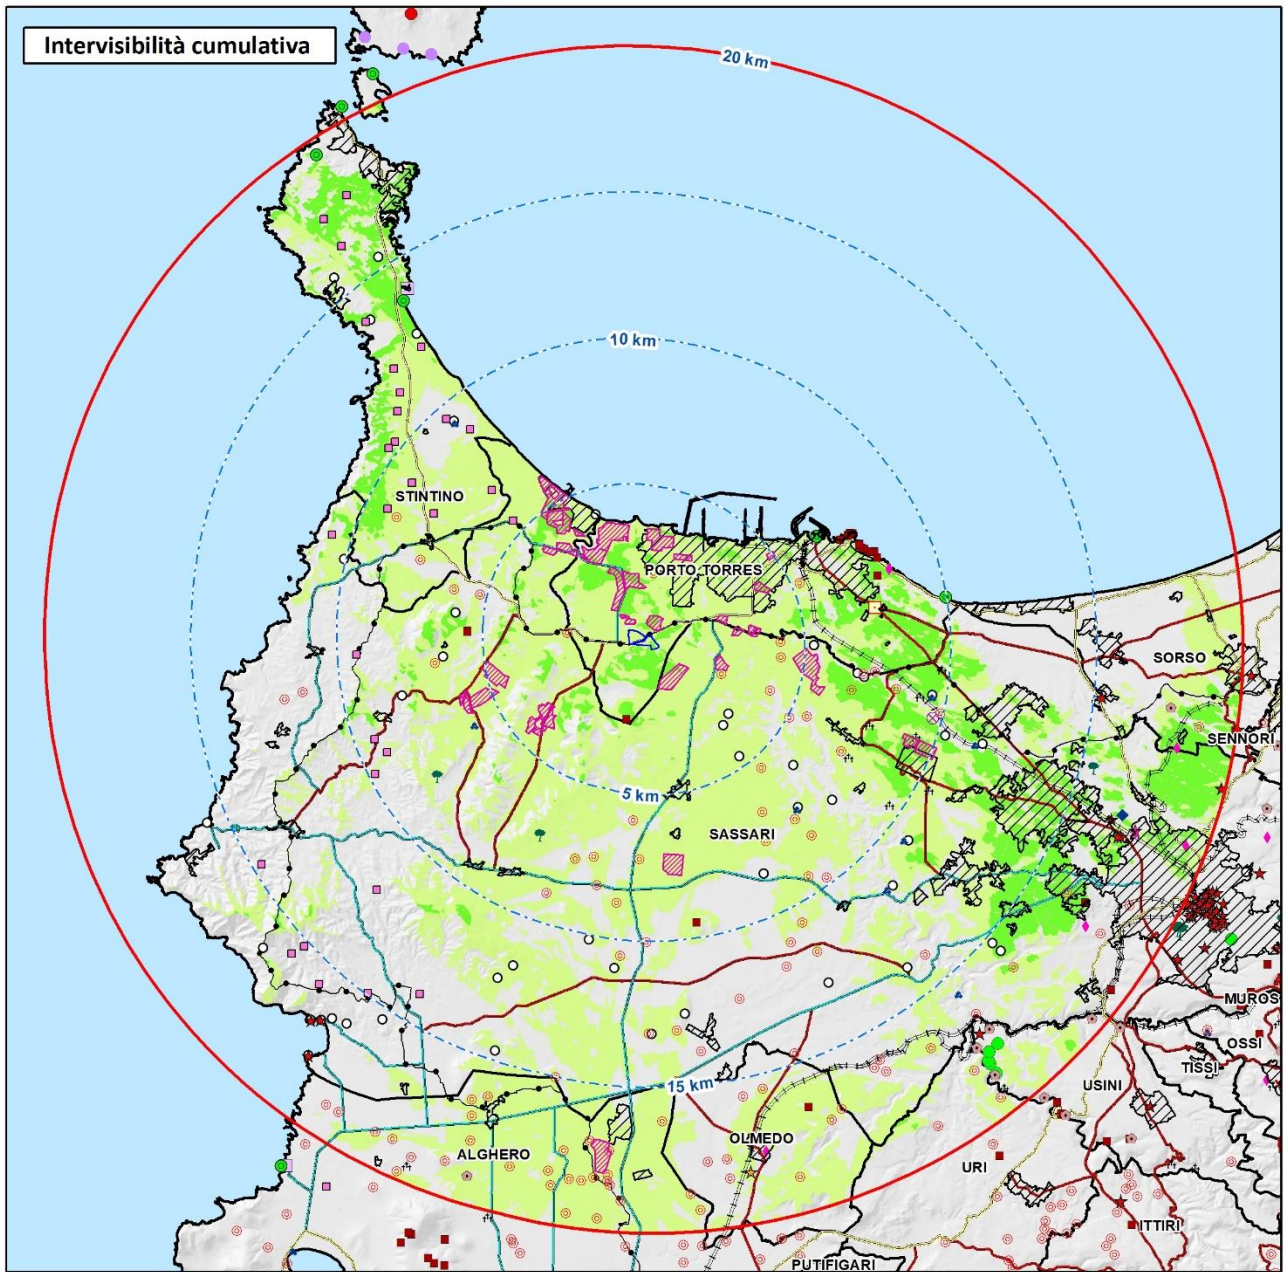 Intervisibilità cumulativa
20 km
10 km
STINTINO
PORTO TORRES
SORSO
SENNORI
5 km
SASSARI
MUROS
OSSI
TISSI
15 km
USINI
OLMEDO
ALGHERO
URI
ITTIRI
PUTIFIGARI